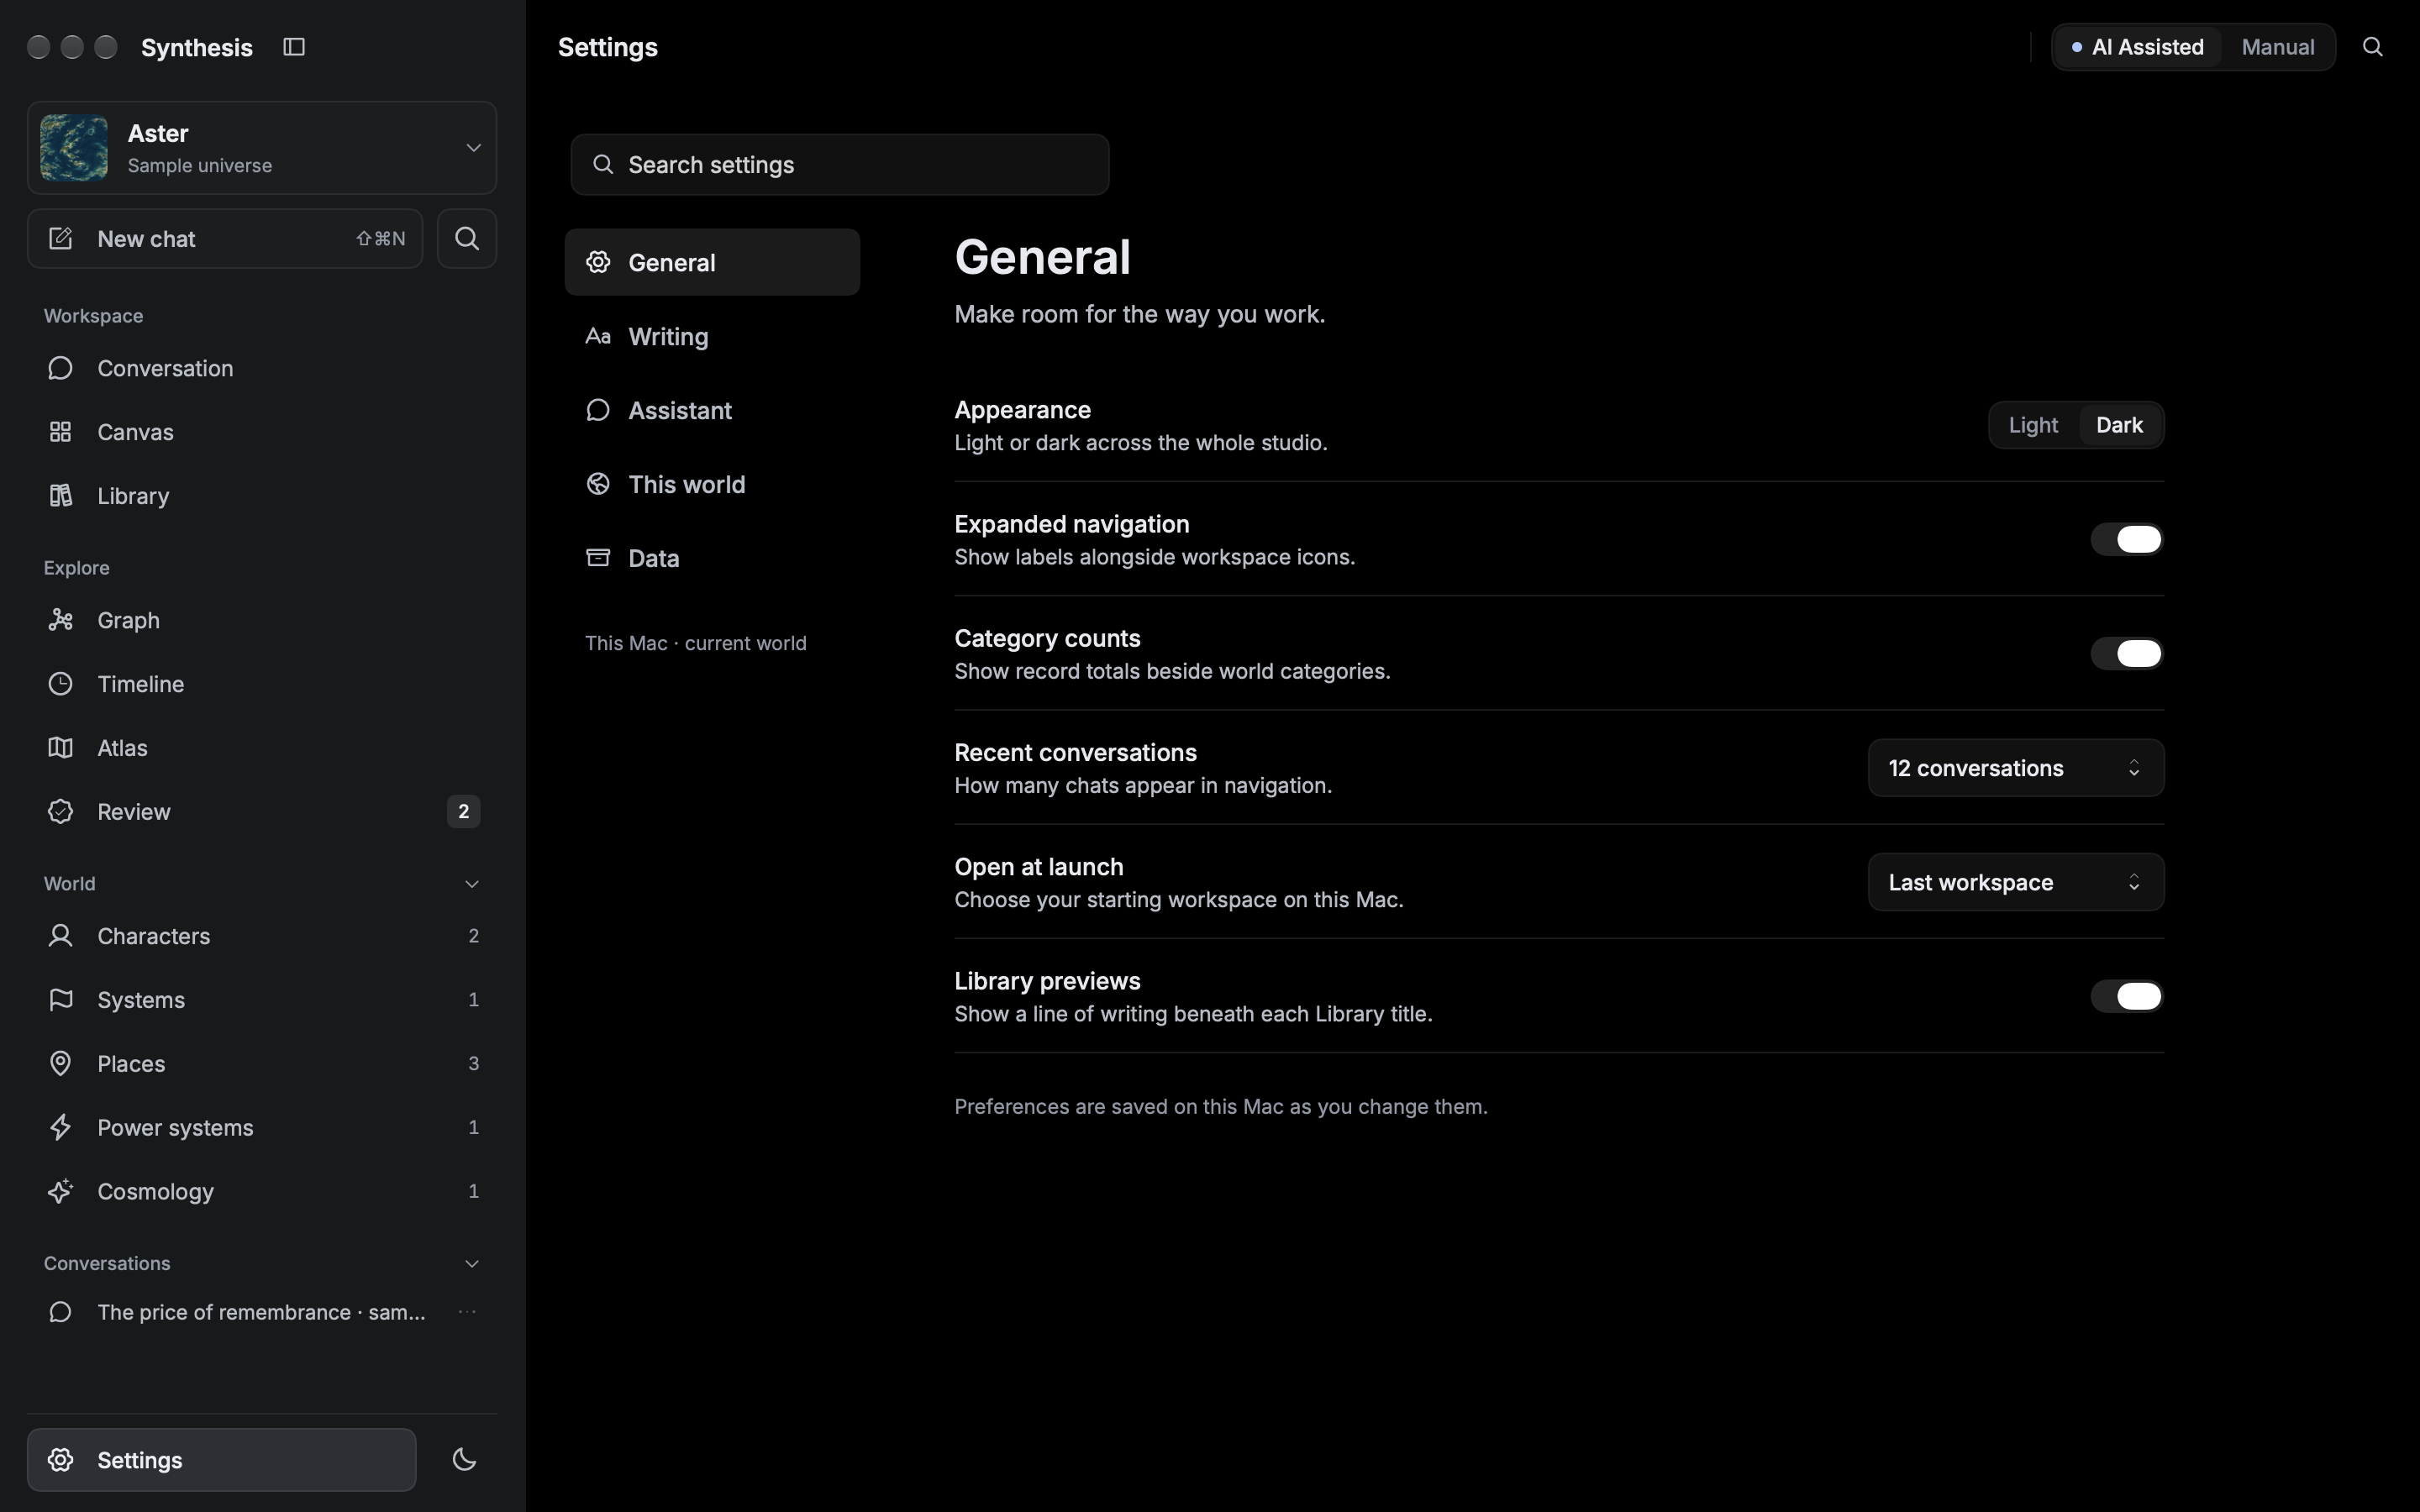 Synthesis
Aster
Sample universe
New chat ⇧⌘N
Workspace
Conversation
Canvas
Library
Explore
Graph
Timeline
Atlas
Review 2
World
Characters 2
Systems 1
Places 3
Power systems 1
Cosmology 1
Conversations
The price of remembrance · sam...
Settings
Settings
AI Assisted Manual
Search settings
General
Aa Writing
Assistant
This world
Data
This Mac · current world
General
Make room for the way you work.
Appearance
Light or dark across the whole studio.
Light Dark
Expanded navigation
Show labels alongside workspace icons.
Category counts
Show record totals beside world categories.
Recent conversations
How many chats appear in navigation.
12 conversations
Open at launch
Choose your starting workspace on this Mac.
Last workspace
Library previews
Show a line of writing beneath each Library title.
Preferences are saved on this Mac as you change them.